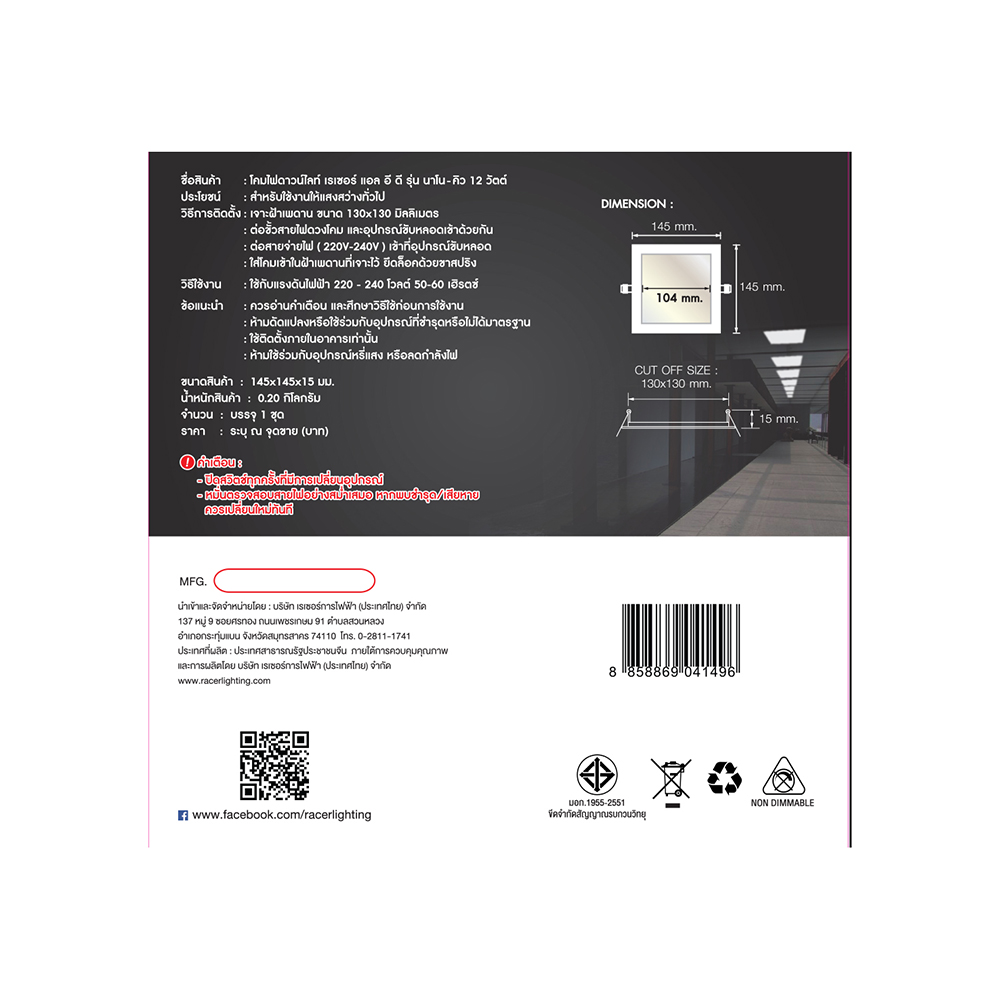 ชื่อสินค้า : โคมไฟดาวน์ไลท์ เรเซอร์ แอล อี ดี รุ่น นาโน-คิว 12 วัตต์
ประโยชน์ : สำหรับใช้งานให้แสงสว่างทั่วไป
วิธีการติดตั้ง : เจาะฝ้าเพดาน ขนาด 130x130 มิลลิเมตร
: ต่อขั้วสายไฟดวงโคม และอุปกรณ์ขับหลอดเข้าด้วยกัน
: ต่อสายจ่ายไฟ ( 220V-240V ) เข้าที่อุปกรณ์ขับหลอด
: ใส่โคมเข้าในฝ้าเพดานที่เจาะไว้ ยึดล็อคด้วยขาสปริง
วิธีใช้งาน : ใช้กับแรงดันไฟฟ้า 220 - 240 โวลต์ 50-60 เฮิรตซ์
ข้อแนะนำ : ควรอ่านคำเตือน และศึกษาวิธีใช้ก่อนการใช้งาน
: ห้ามดัดแปลงหรือใช้ร่วมกับอุปกรณ์ที่ชำรุดหรือไม่ได้มาตรฐาน
: ใช้ติดตั้งภายในอาคารเท่านั้น
: ห้ามใช้ร่วมกับอุปกรณ์หรี่แสง หรือลดกำลังไฟ
ขนาดสินค้า : 145x145x15 มม.
น้ำหนักสินค้า : 0.20 กิโลกรัม
จำนวน : บรรจุ 1 ชุด
ราคา : ระบุ ณ จุดขาย (บาท)
! คำเตือน :
- ปิดสวิตช์ทุกครั้งที่มีการเปลี่ยนอุปกรณ์
- หมั่นตรวจสอบสายไฟอย่างสม่ำเสมอ หากพบชำรุด/เสียหาย
ควรเปลี่ยนใหม่ทันที
DIMENSION :
145 mm.
145 mm.
104 mm.
CUT OFF SIZE :
130x130 mm.
15 mm.
MFG.
นำเข้าและจัดจำหน่ายโดย : บริษัท เรเซอร์การไฟฟ้า (ประเทศไทย) จำกัด
137 หมู่ 9 ซอยศรทอง ถนนเพชรเกษม 91 ตำบลสวนหลวง
อำเภอกระทุ่มแบน จังหวัดสมุทรสาคร 74110 โทร. 0-2811-1741
ประเทศที่ผลิต : ประเทศสาธารณรัฐประชาชนจีน ภายใต้การควบคุมคุณภาพ
และการผลิตโดย บริษัท เรเซอร์การไฟฟ้า (ประเทศไทย) จำกัด
www.racerlighting.com
8 858869 041496
www.facebook.com/racerlighting
มอก.1955-2551
ขีดจำกัดสัญญาณรบกวนวิทยุ
NON DIMMABLE